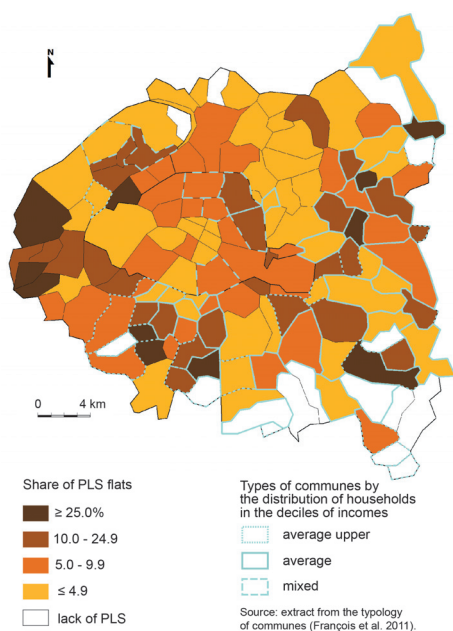 N
0 4 km
Share of PLS flats
≥ 25.0%
10.0 - 24.9
5.0 - 9.9
≤ 4.9
lack of PLS
Types of communes by
the distribution of households
in the deciles of incomes
average upper
average
mixed
Source: extract from the typology
of communes (François et al. 2011).